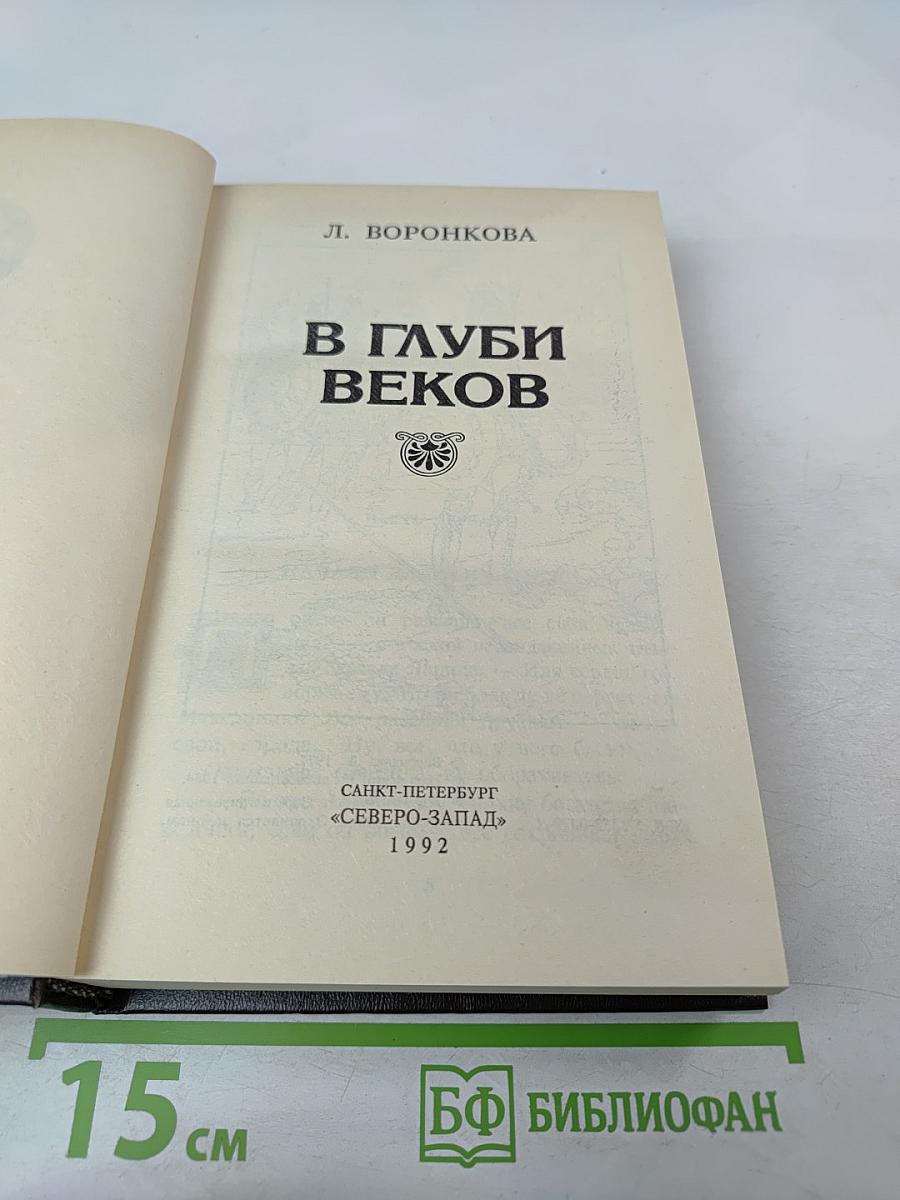 Л. ВОРОНКОВА
В ГЛУБИ
ВЕКОВ
САНКТ-ПЕТЕРБУРГ
«СЕВЕРО-ЗАПАД»
1992
15 см
БФ БИБЛИОФАН